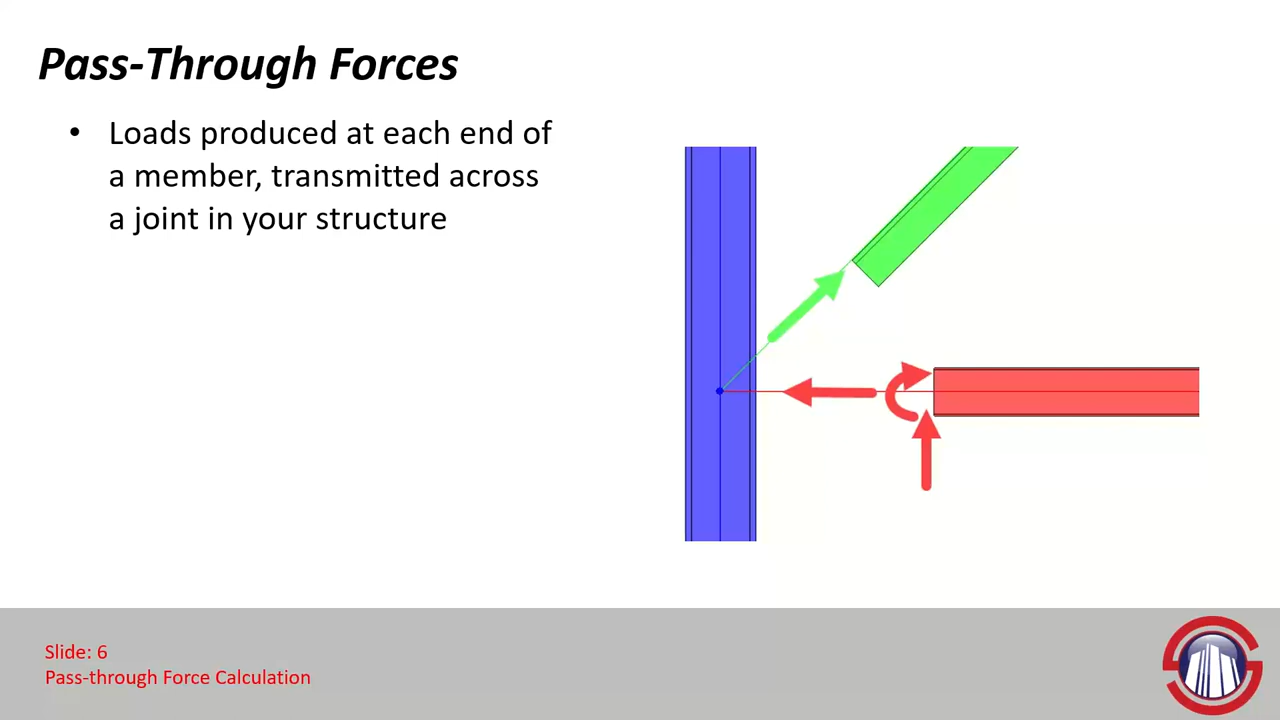 Pass-Through Forces
• Loads produced at each end of
a member, transmitted across
a joint in your structure
Slide: 6
Pass-through Force Calculation